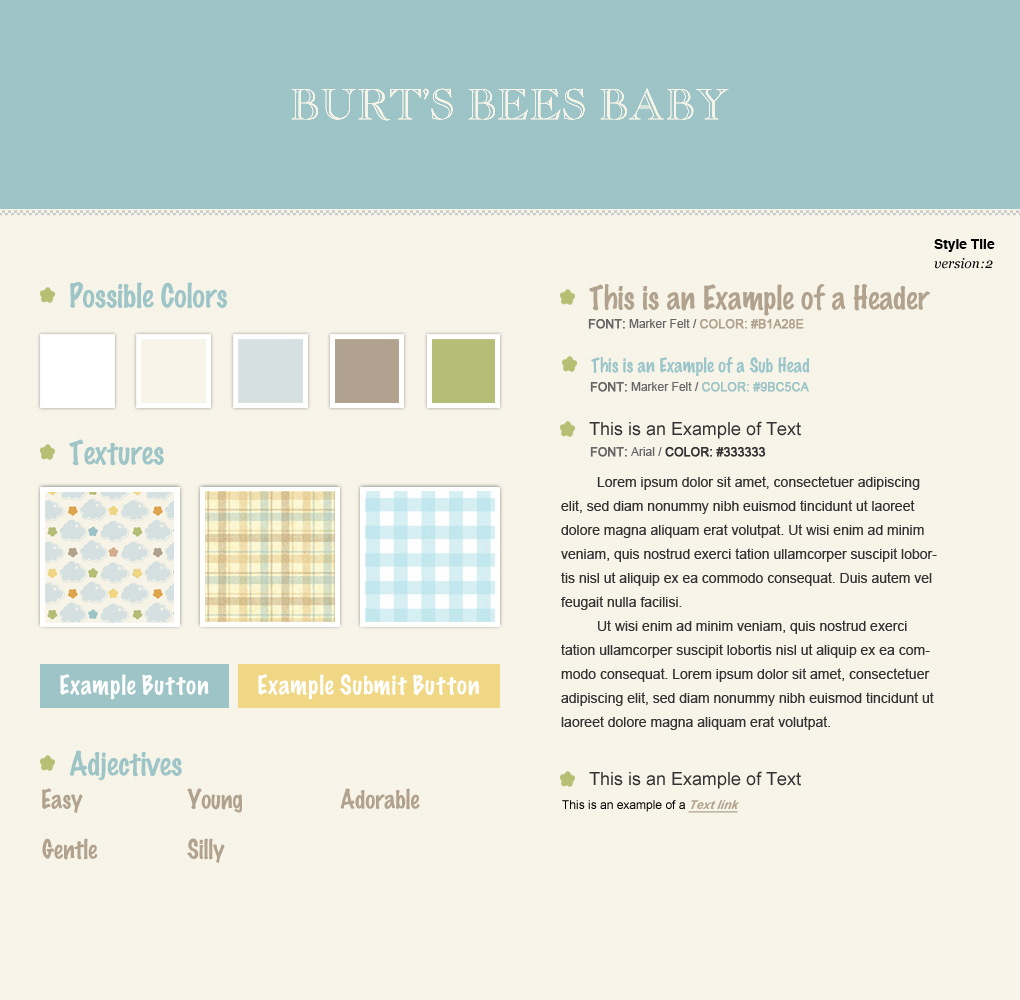 BURT'S BEES BABY
Style Tile
version:2
Possible Colors
Textures
Example Button
Example Submit Button
Adjectives
Easy
Young
Adorable
Gentle
Silly
This is an Example of a Header
FONT: Marker Felt / COLOR: #B1A28E
This is an Example of a Sub Head
FONT: Marker Felt / COLOR: #9BC5CA
This is an Example of Text
FONT: Arial / COLOR: #333333
Lorem ipsum dolor sit amet, consectetuer adipiscing
elit, sed diam nonummy nibh euismod tincidunt ut laoreet
dolore magna aliquam erat volutpat. Ut wisi enim ad minim
veniam, quis nostrud exerci tation ullamcorper suscipit lobor-
tis nisl ut aliquip ex ea commodo consequat. Duis autem vel
feugait nulla facilisi.
Ut wisi enim ad minim veniam, quis nostrud exerci
tation ullamcorper suscipit lobortis nisl ut aliquip ex ea com-
modo consequat. Lorem ipsum dolor sit amet, consectetuer
adipiscing elit, sed diam nonummy nibh euismod tincidunt ut
laoreet dolore magna aliquam erat volutpat.
This is an Example of Text
This is an example of a Text link